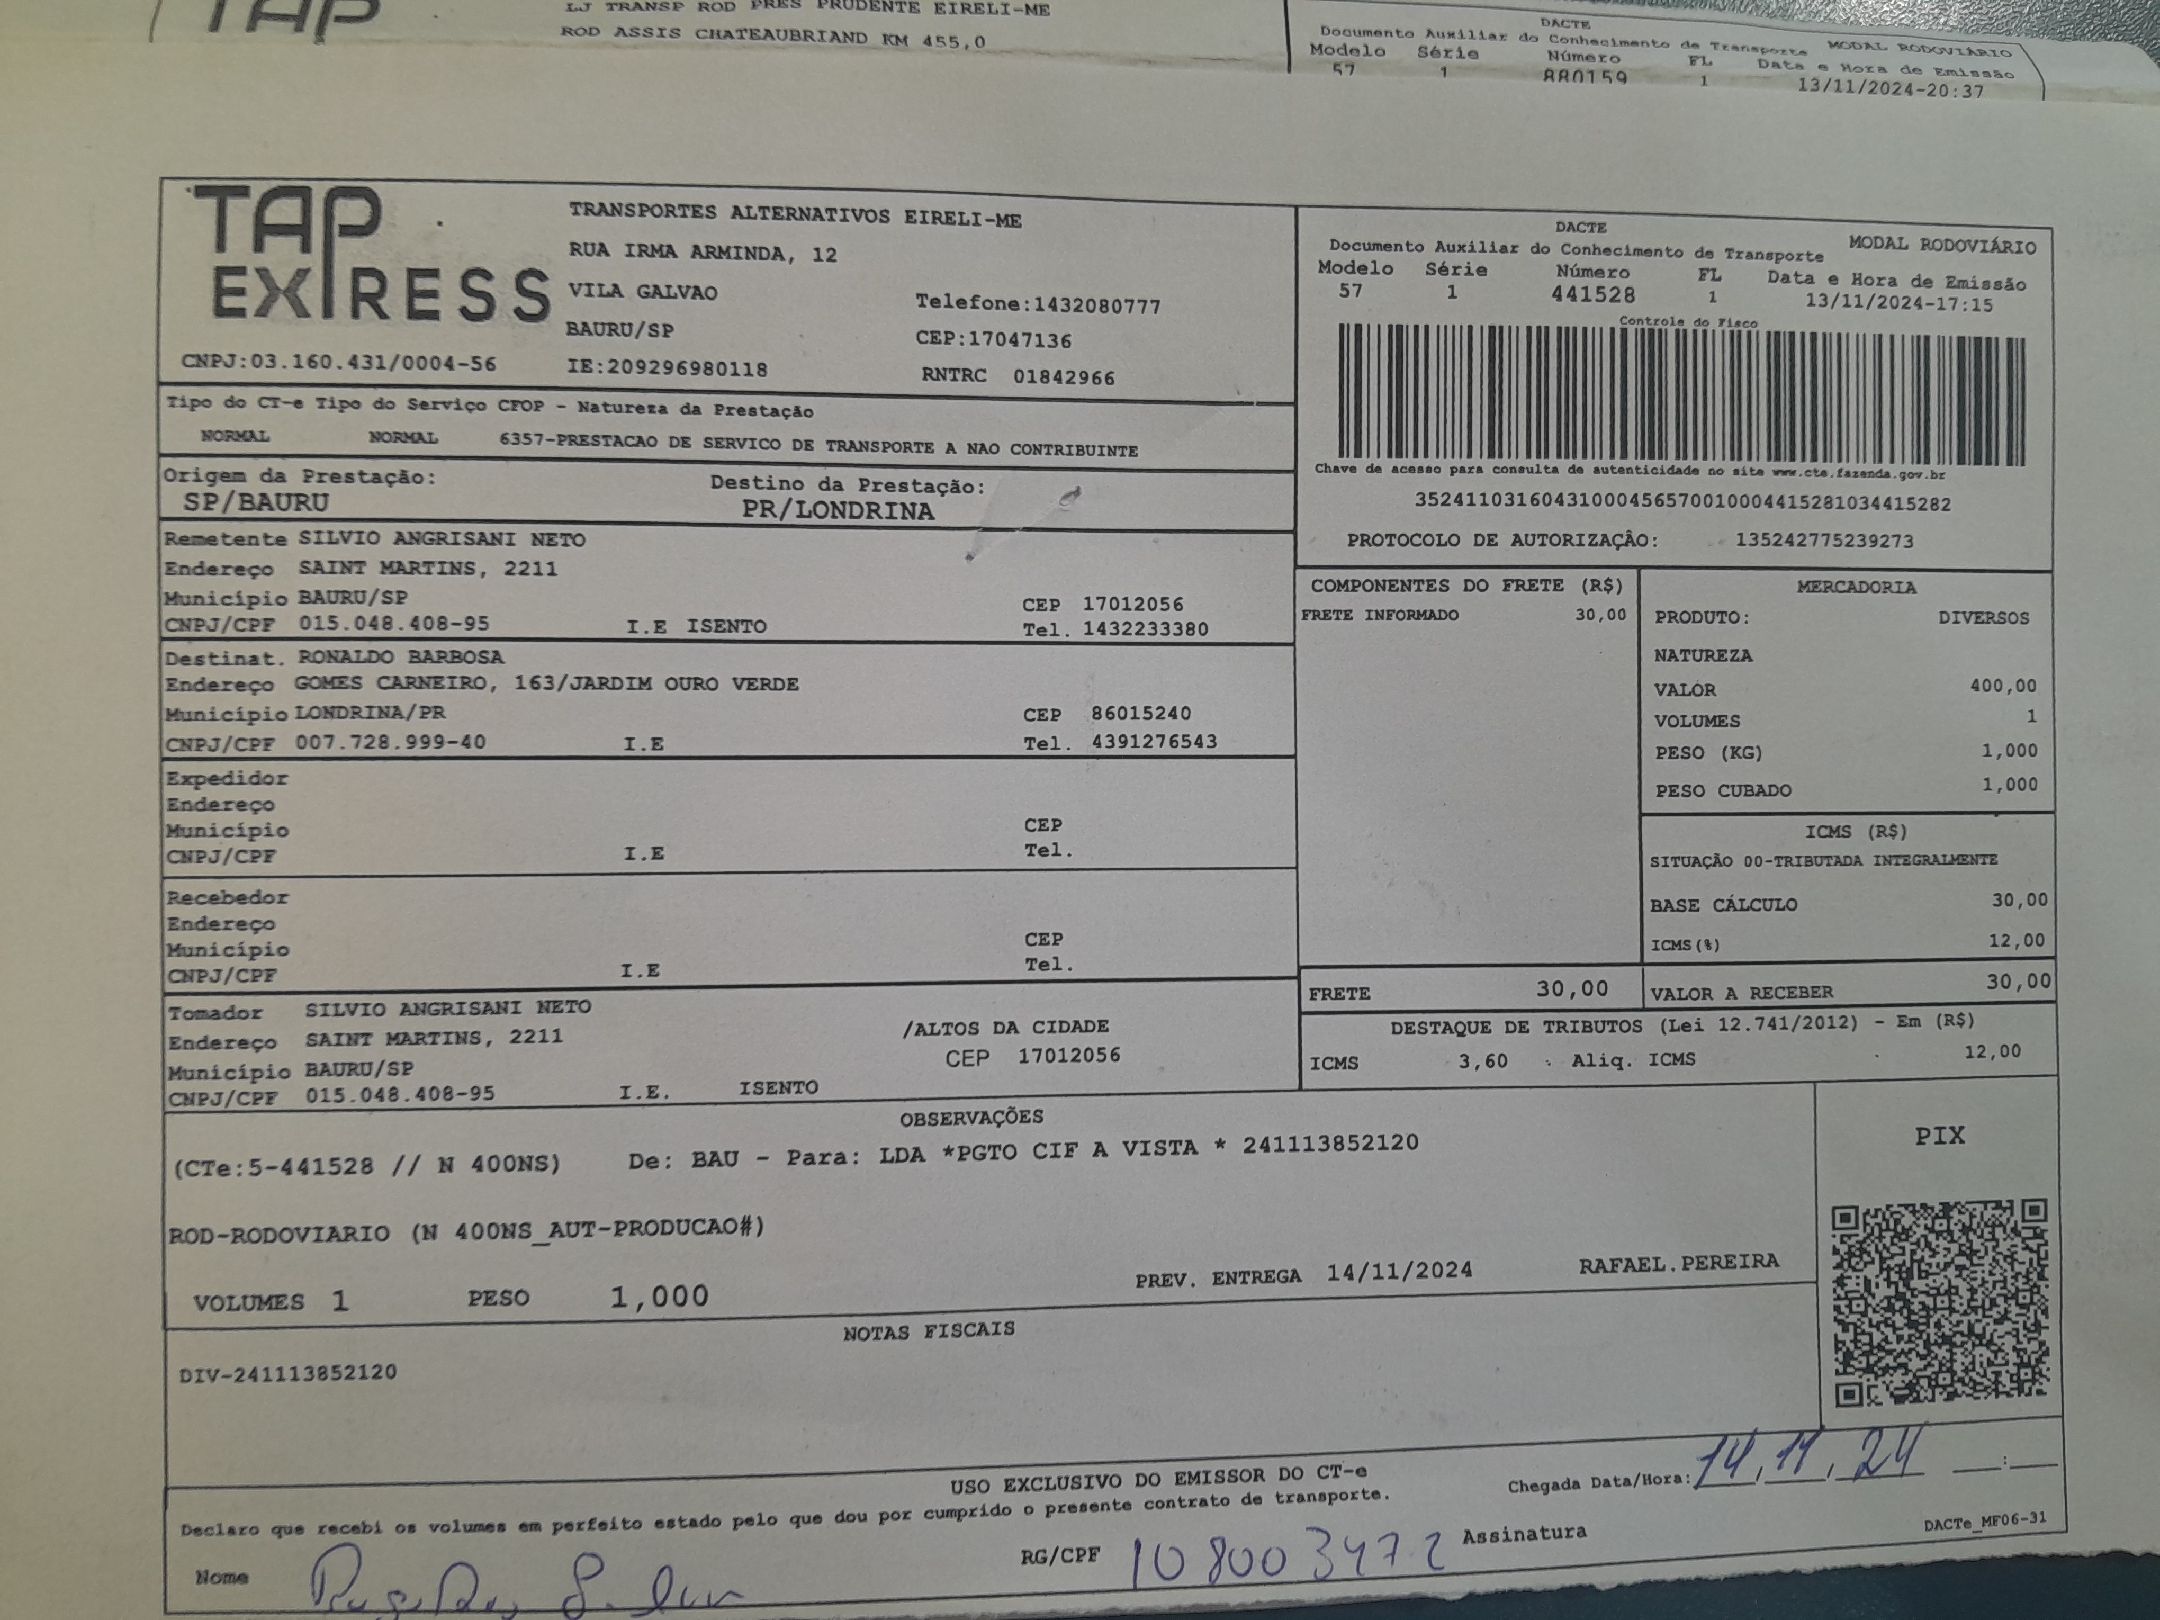 TAP
LJ TRANSP ROD PRES PRUDENTE EIRELI-ME
ROD ASSIS CHATEAUBRIAND KM 455,0
DACTE
Documento Auxiliar do Conhecimento de Transporte MODAL RODOVIÁRIO
Modelo Série Número FL Data e Hora de Emissão
57 1 880159 1 13/11/2024-20:37
TAP EXPRESS
TRANSPORTES ALTERNATIVOS EIRELI-ME
RUA IRMA ARMINDA, 12
VILA GALVAO Telefone:1432080777
BAURU/SP CEP:17047136
CNPJ:03.160.431/0004-56 IE:209296980118 RNTRC 01842966
DACTE
Documento Auxiliar do Conhecimento de Transporte MODAL RODOVIÁRIO
Modelo Série Número FL Data e Hora de Emissão
57 1 441528 1 13/11/2024-17:15
Controle do Fisco
Chave de acesso para consulta de autenticidade no site www.cte.fazenda.gov.br
35241103160431000456570010004415281034415282
PROTOCOLO DE AUTORIZAÇÃO: 135242775239273
Tipo do CT-e Tipo do Serviço CFOP - Natureza da Prestação
NORMAL NORMAL 6357-PRESTACAO DE SERVICO DE TRANSPORTE A NAO CONTRIBUINTE
Origem da Prestação: Destino da Prestação:
SP/BAURU PR/LONDRINA
Remetente SILVIO ANGRISANI NETO
Endereço SAINT MARTINS, 2211
Município BAURU/SP CEP 17012056
CNPJ/CPF 015.048.408-95 I.E ISENTO Tel. 1432233380
Destinat. RONALDO BARBOSA
Endereço GOMES CARNEIRO, 163/JARDIM OURO VERDE
Município LONDRINA/PR CEP 86015240
CNPJ/CPF 007.728.999-40 I.E Tel. 4391276543
Expedidor
Endereço
Município CEP
CNPJ/CPF I.E Tel.
Recebedor
Endereço
Município CEP
CNPJ/CPF I.E Tel.
Tomador SILVIO ANGRISANI NETO
Endereço SAINT MARTINS, 2211 /ALTOS DA CIDADE
Município BAURU/SP CEP 17012056
CNPJ/CPF 015.048.408-95 I.E. ISENTO
COMPONENTES DO FRETE (R$)
FRETE INFORMADO 30,00
MERCADORIA
PRODUTO: DIVERSOS
NATUREZA
VALOR 400,00
VOLUMES 1
PESO (KG) 1,000
PESO CUBADO 1,000
ICMS (R$)
SITUAÇÃO 00-TRIBUTADA INTEGRALMENTE
BASE CÁLCULO 30,00
ICMS(%) 12,00
FRETE 30,00 VALOR A RECEBER 30,00
DESTAQUE DE TRIBUTOS (Lei 12.741/2012) - Em (R$)
ICMS 3,60 Aliq. ICMS 12,00
OBSERVAÇÕES
(CTe:5-441528 // N 400NS) De: BAU - Para: LDA *PGTO CIF A VISTA * 241113852120
ROD-RODOVIARIO (N 400NS_AUT-PRODUCAO#)
VOLUMES 1 PESO 1,000 PREV. ENTREGA 14/11/2024 RAFAEL.PEREIRA
PIX
NOTAS FISCAIS
DIV-241113852120
USO EXCLUSIVO DO EMISSOR DO CT-e
Chegada Data/Hora: 14,11,24 __:__
Declaro que recebi os volumes em perfeito estado pelo que dou por cumprido o presente contrato de transporte.
Nome RG/CPF 108003472 Assinatura
DACTe_MF06-31